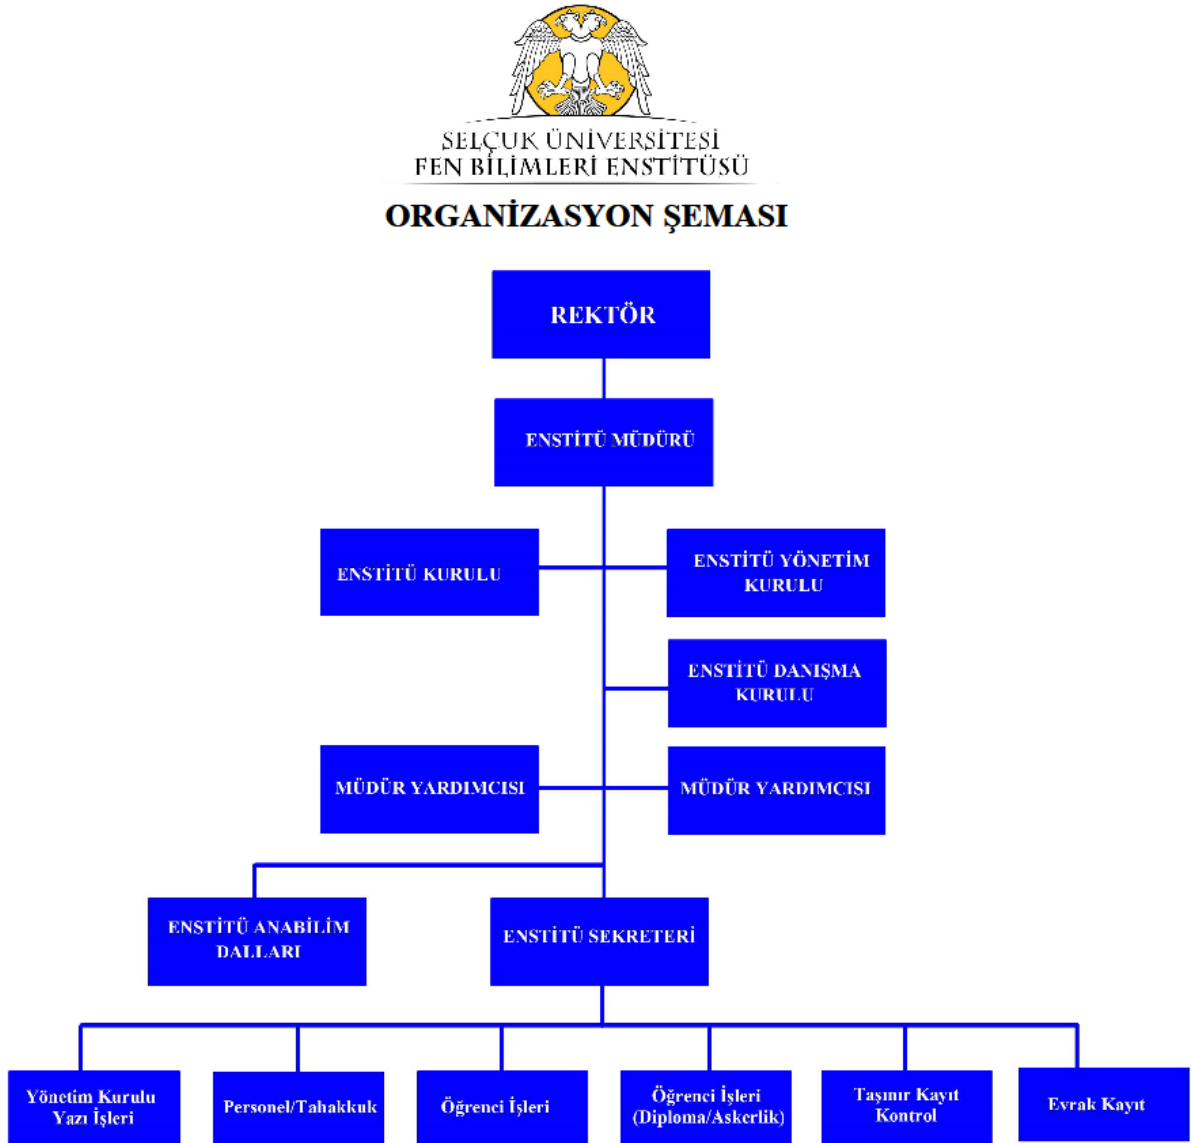 SELÇUK ÜNİVERSİTESİ
FEN BİLİMLERİ ENSTİTÜSÜ
ORGANİZASYON ŞEMASI
REKTÖR
ENSTİTÜ MÜDÜRÜ
ENSTİTÜ KURULU
ENSTİTÜ YÖNETİM
KURULU
ENSTİTÜ DANIŞMA
KURULU
MÜDÜR YARDIMCISI
MÜDÜR YARDIMCISI
ENSTİTÜ ANABİLİM
DALLARI
ENSTİTÜ SEKRETERİ
Yönetim Kurulu
Yazı İşleri
Personel/Tahakkuk
Öğrenci İşleri
Öğrenci İşleri
(Diploma/Askerlik)
Taşınır Kayıt
Kontrol
Evrak Kayıt